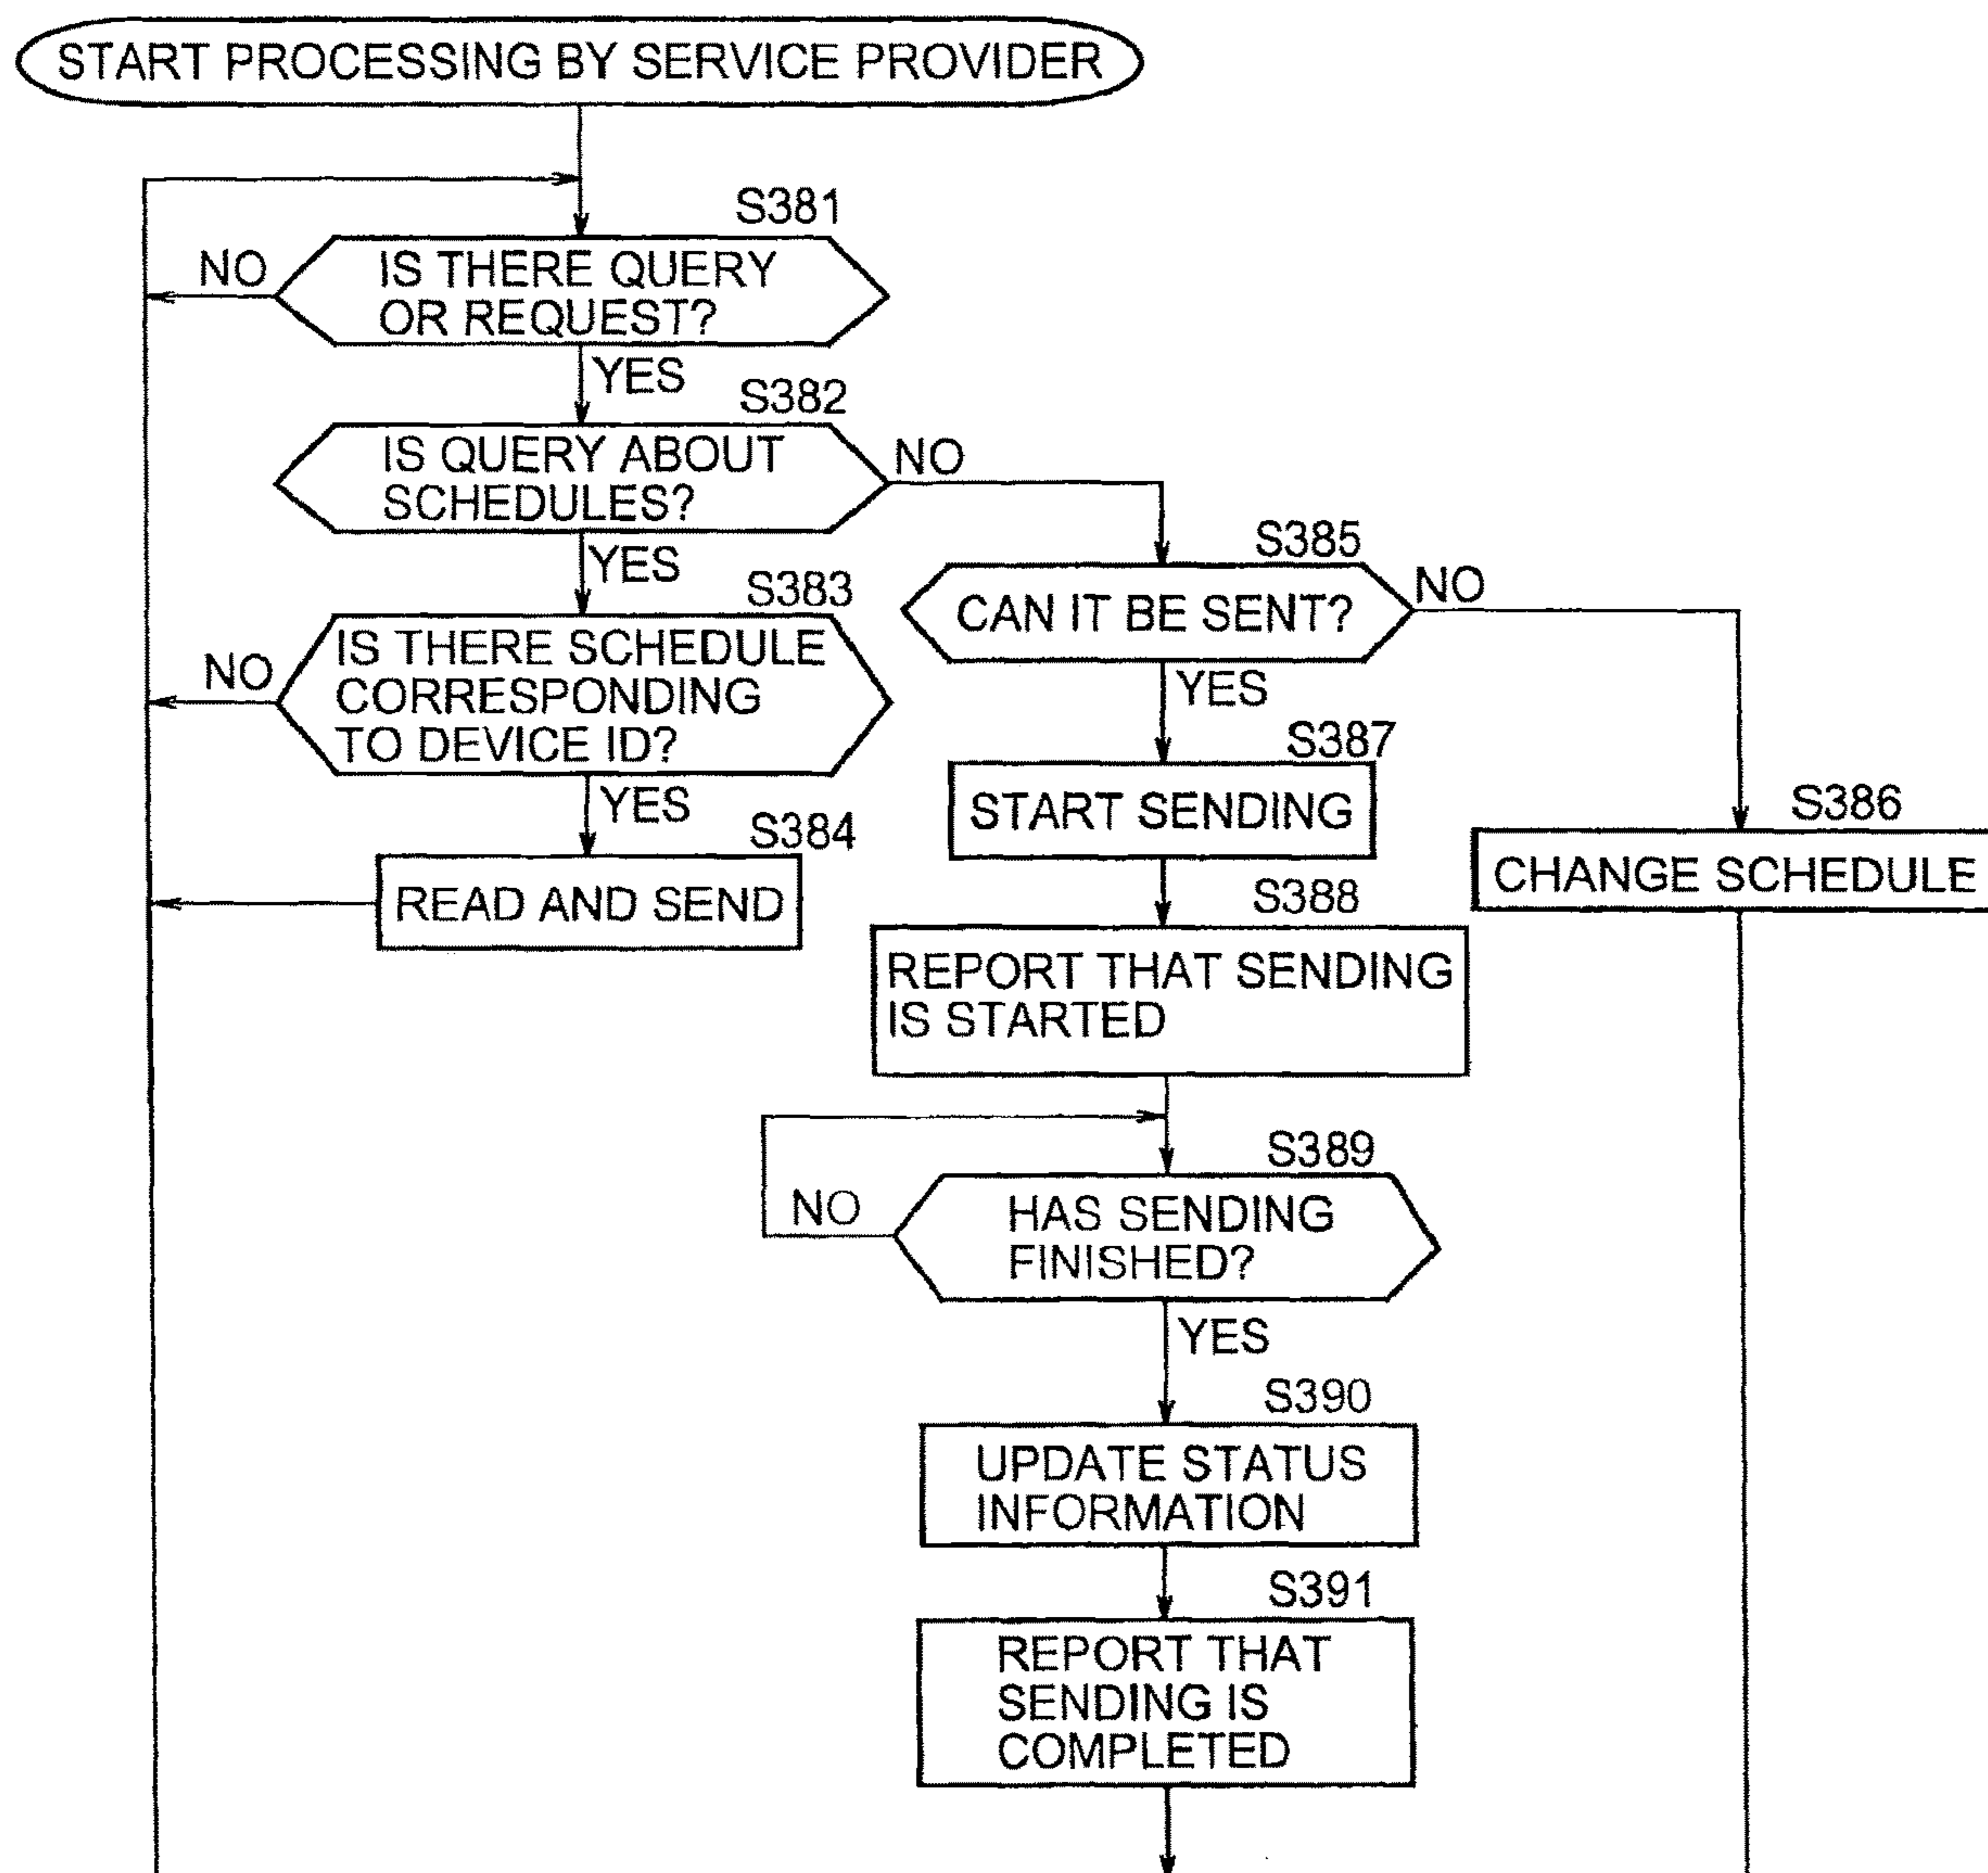 START PROCESSING BY SERVICE PROVIDER
S381
NO
IS THERE QUERY
OR REQUEST?
YES
S382
IS QUERY ABOUT
SCHEDULES?
NO
YES
S383
NO
IS THERE SCHEDULE
CORRESPONDING
TO DEVICE ID?
YES
S384
READ AND SEND
S385
CAN IT BE SENT?
NO
YES
S387
START SENDING
S386
CHANGE SCHEDULE
S388
REPORT THAT SENDING
IS STARTED
S389
NO
HAS SENDING
FINISHED?
YES
S390
UPDATE STATUS
INFORMATION
S391
REPORT THAT
SENDING IS
COMPLETED